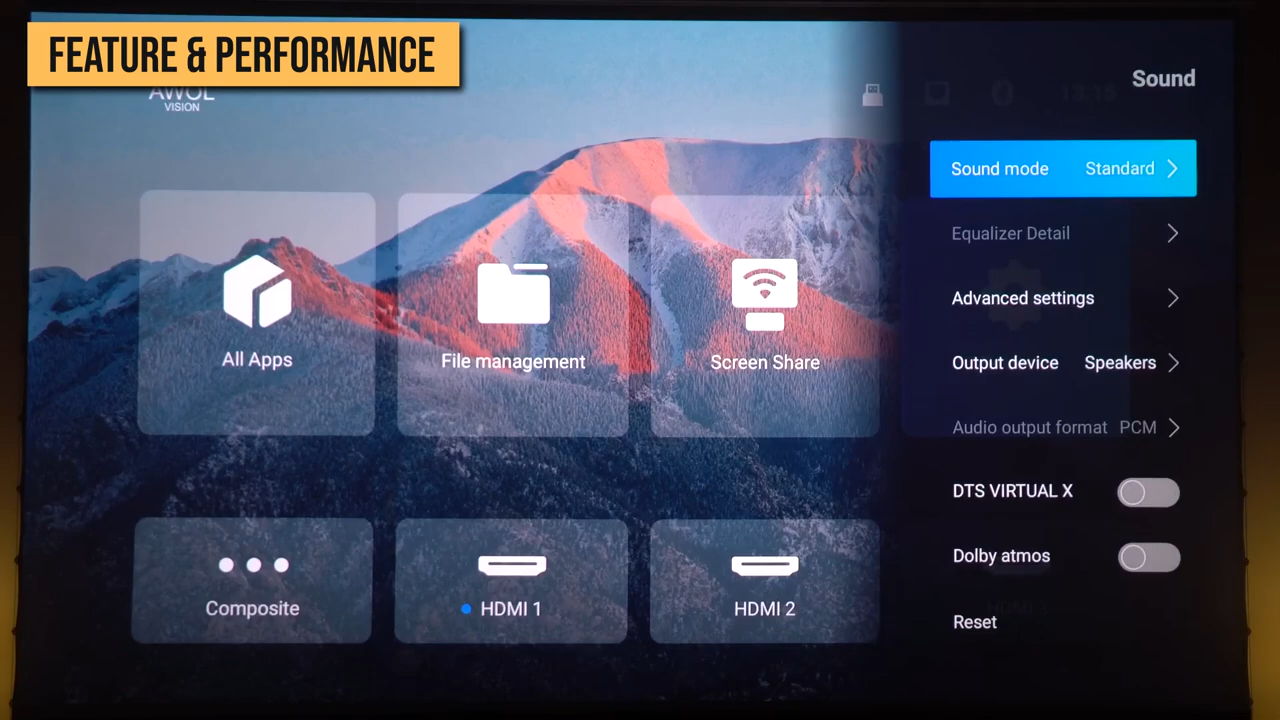 FEATURE & PERFORMANCE
AWOL
VISION
Sound
Sound mode Standard
Equalizer Detail
Advanced settings
Output device Speakers
Audio output format PCM
DTS VIRTUAL X
Dolby atmos
Reset
All Apps
File management
Screen Share
Composite
HDMI 1
HDMI 2